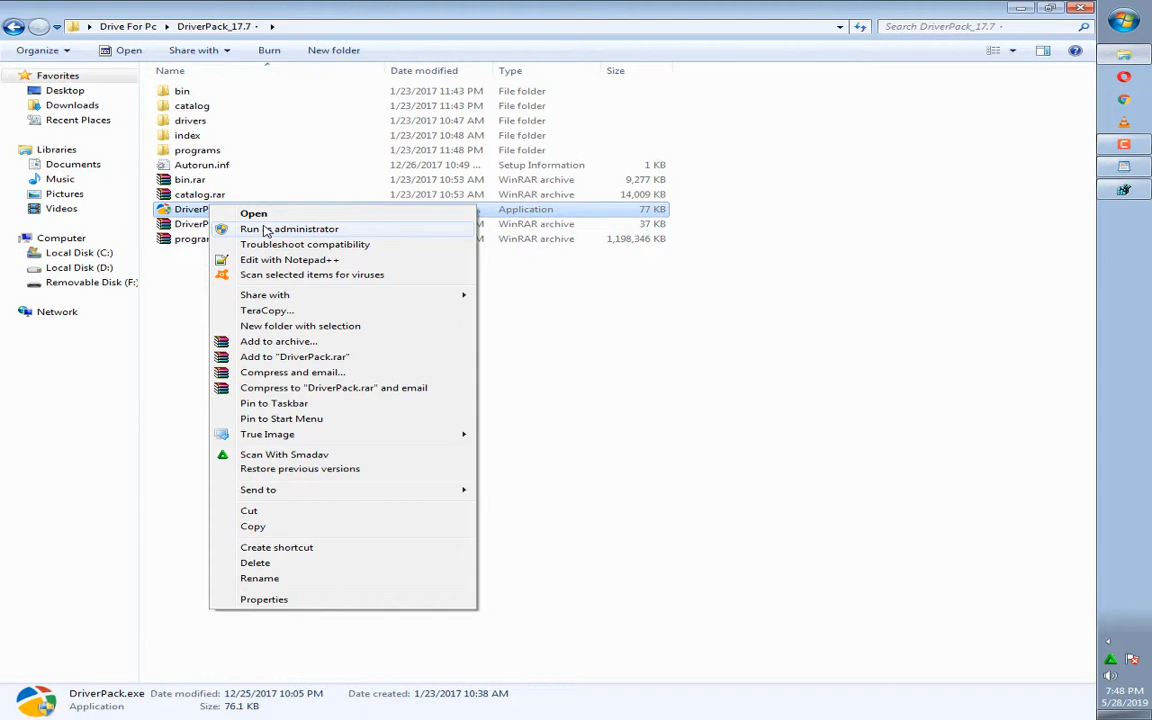 Drive For Pc
DriverPack_17.7
Search DriverPack_17.7
Organize
Open
Share with
Burn
New folder
Favorites
Desktop
Downloads
Recent Places
Libraries
Documents
Music
Pictures
Videos
Computer
Local Disk (C:)
Local Disk (D:)
Removable Disk (F:)
Network
Name Date modified Type Size
bin 1/23/2017 11:43 PM File folder
catalog 1/23/2017 11:43 PM File folder
drivers 1/23/2017 10:47 AM File folder
index 1/23/2017 10:48 AM File folder
programs 1/23/2017 11:48 PM File folder
Autorun.inf 12/26/2017 10:49 ... Setup Information 1 KB
bin.rar 1/23/2017 10:53 AM WinRAR archive 9,277 KB
catalog.rar 1/23/2017 10:53 AM WinRAR archive 14,009 KB
DriverP Application 77 KB
DriverP WinRAR archive 37 KB
program WinRAR archive 1,198,346 KB
Open
Run as administrator
Troubleshoot compatibility
Edit with Notepad++
Scan selected items for viruses
Share with
TeraCopy...
New folder with selection
Add to archive...
Add to "DriverPack.rar"
Compress and email...
Compress to "DriverPack.rar" and email
Pin to Taskbar
Pin to Start Menu
True Image
Scan With Smadav
Restore previous versions
Send to
Cut
Copy
Create shortcut
Delete
Rename
Properties
DriverPack.exe Date modified: 12/25/2017 10:05 PM Date created: 1/23/2017 10:38 AM
Application Size: 76.1 KB
7:48 PM
5/28/2019